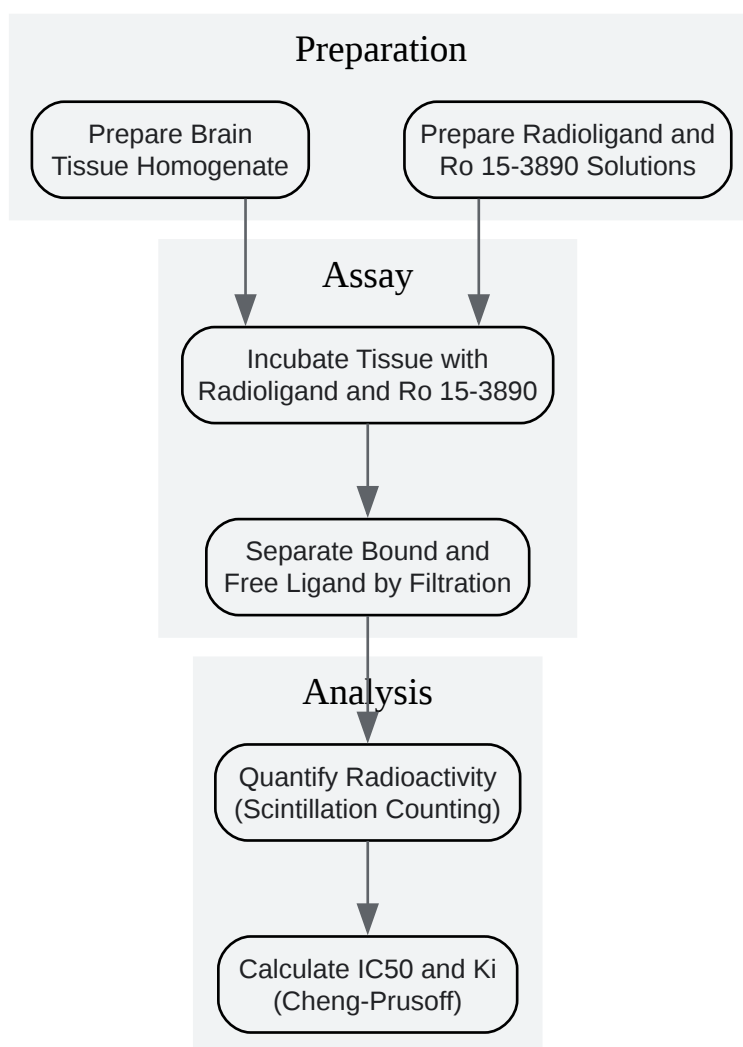 Preparation
Prepare Brain
Tissue Homogenate
Prepare Radioligand and
Ro 15-3890 Solutions
Assay
Incubate Tissue with
Radioligand and Ro 15-3890
Separate Bound and
Free Ligand by Filtration
Analysis
Quantify Radioactivity
(Scintillation Counting)
Calculate IC50 and Ki
(Cheng-Prusoff)